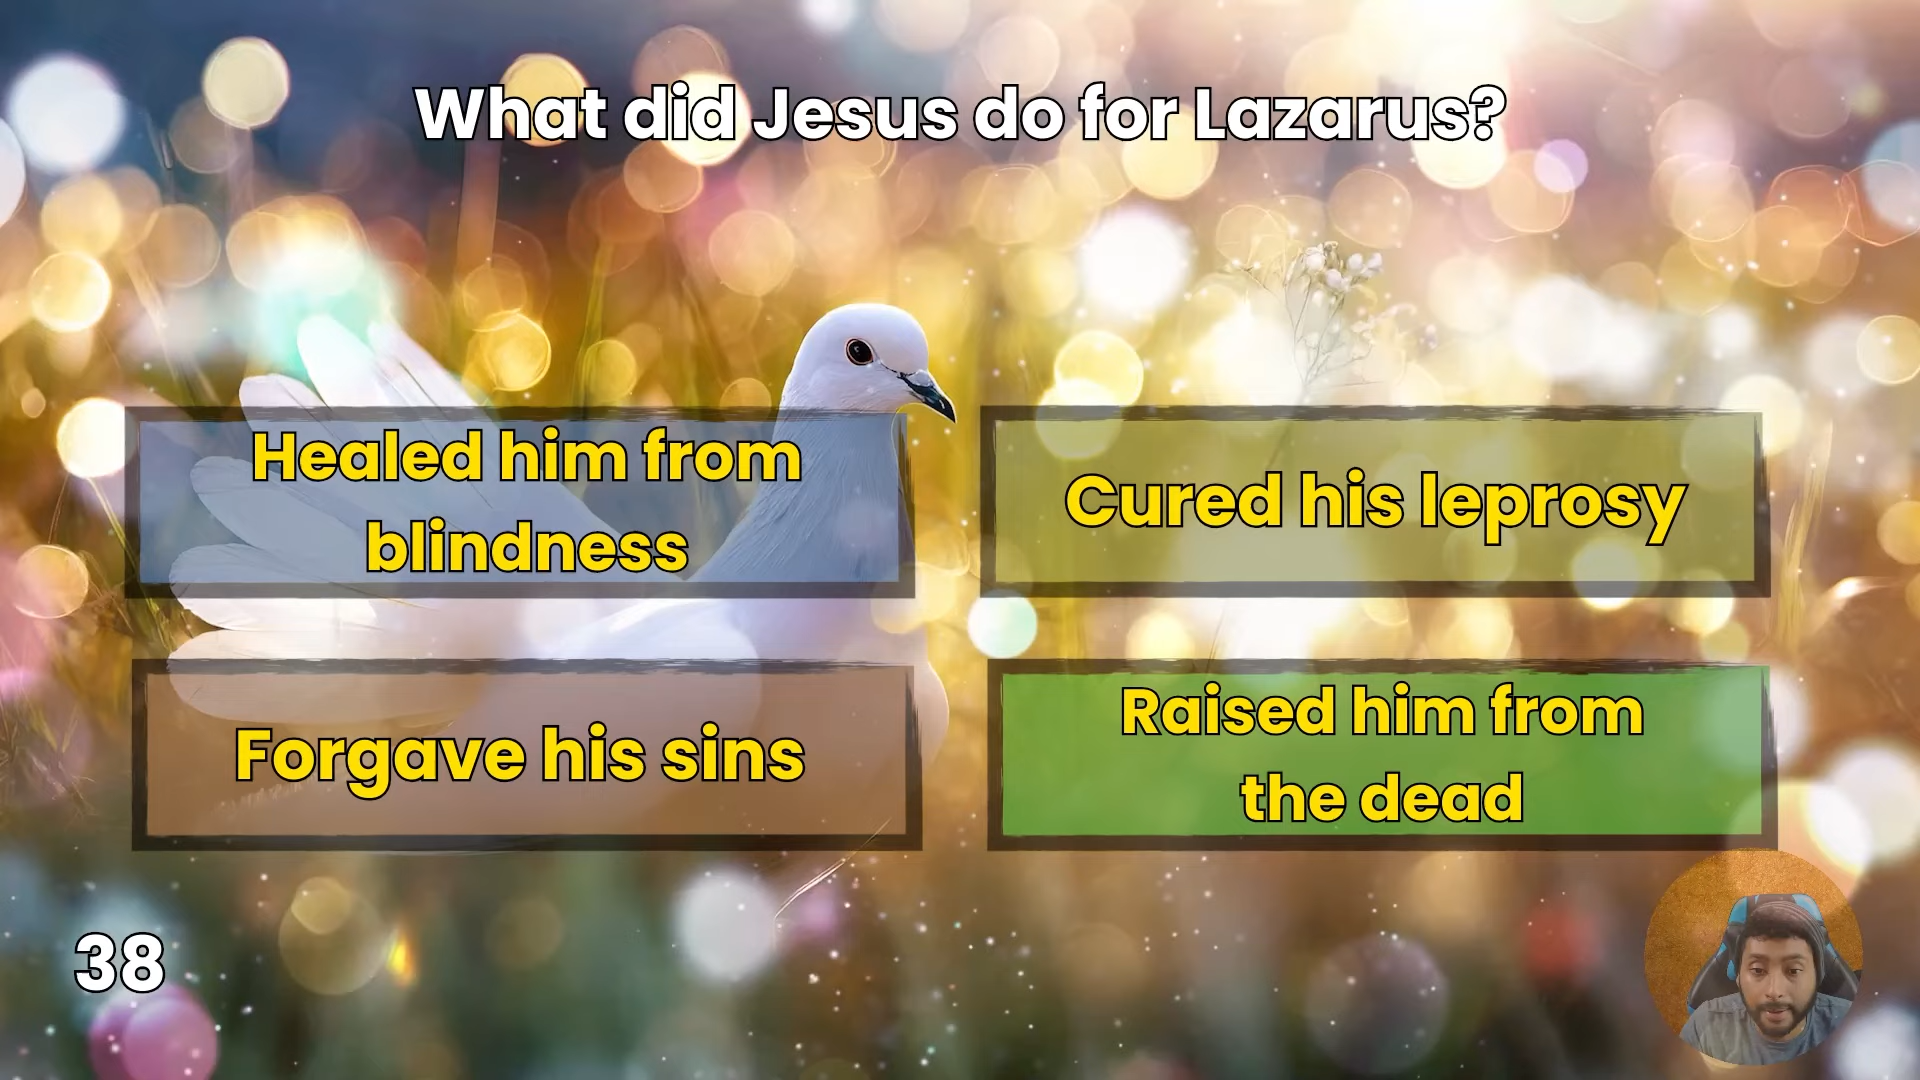 What did Jesus do for Lazarus?
Healed him from
blindness
Cured his leprosy
Forgave his sins
Raised him from
the dead
38